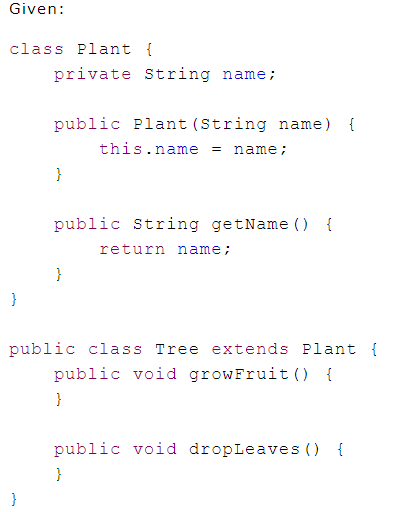 Given:
class Plant {
    private String name;
    public Plant(String name) {
        this.name = name;
    }
    public String getName() {
        return name;
    }
}
public class Tree extends Plant {
    public void growFruit() {
    }
    public void dropLeaves() {
    }
}